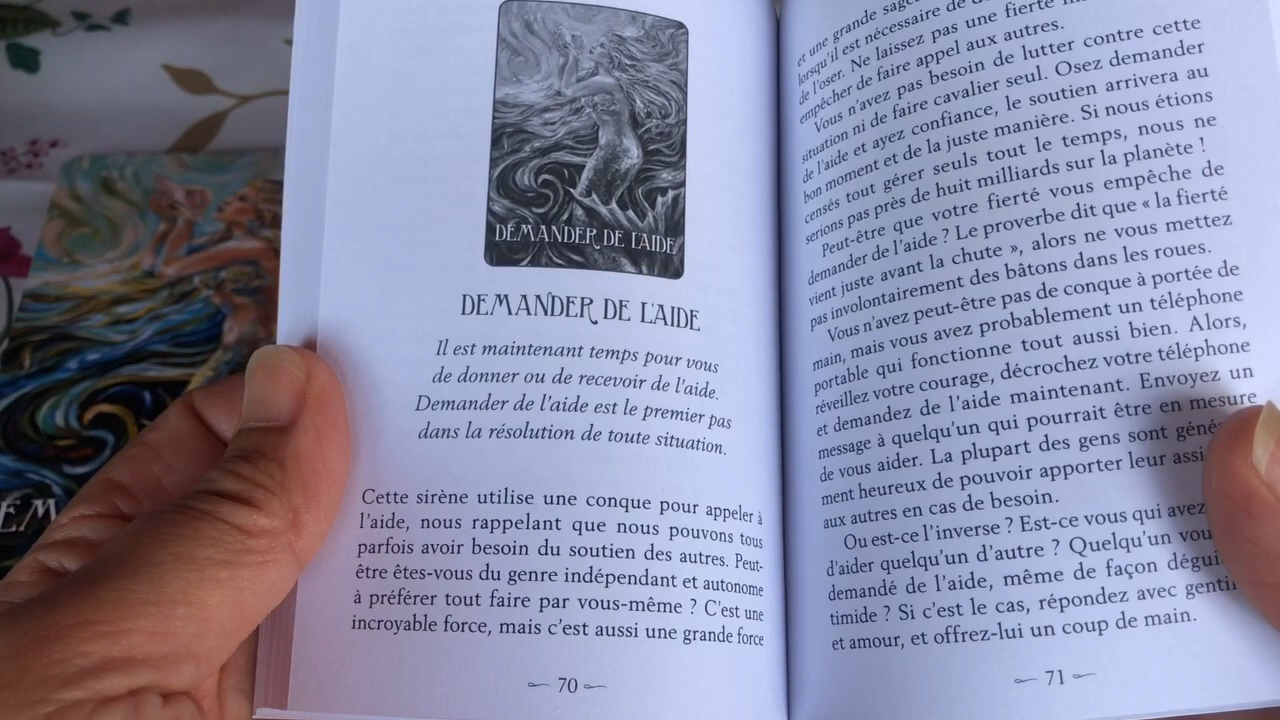 DEMANDER DE L'AIDE
DEMANDER DE L'AIDE
Il est maintenant temps pour vous
de donner ou de recevoir de l'aide.
Demander de l'aide est le premier pas
dans la résolution de toute situation.
Cette sirène utilise une conque pour appeler à
l'aide, nous rappelant que nous pouvons tous
parfois avoir besoin du soutien des autres. Peut-
être êtes-vous du genre indépendant et autonome
à préférer tout faire par vous-même ? C'est une
incroyable force, mais c'est aussi une grande force
70
et une grande
lorsqu'il est nécessaire de
de l'oser. Ne laissez pas une fierté
empêcher de faire appel aux autres.
Vous n'avez pas besoin de lutter contre cette
situation ni de faire cavalier seul. Osez demander
de l'aide et ayez confiance, le soutien arrivera au
bon moment et de la juste manière. Si nous étions
censés tout gérer seuls tout le temps, nous ne
serions pas près de huit milliards sur la planète !
Peut-être que votre fierté vous empêche de
demander de l'aide ? Le proverbe dit que « la fierté
vient juste avant la chute », alors ne vous mettez
pas involontairement des bâtons dans les roues.
Vous n'avez peut-être pas de conque à portée de
main, mais vous avez probablement un téléphone
portable qui fonctionne tout aussi bien. Alors,
réveillez votre courage, décrochez votre téléphone
et demandez de l'aide maintenant. Envoyez un
message à quelqu'un qui pourrait être en mesure
de vous aider. La plupart des gens sont géné
ment heureux de pouvoir apporter leur assi
aux autres en cas de besoin.
Ou est-ce l'inverse ? Est-ce vous qui avez
d'aider quelqu'un d'autre ? Quelqu'un vou
demandé de l'aide, même de façon dégui
timide ? Si c'est le cas, répondez avec genti
et amour, et offrez-lui un coup de main.
71
ÉM